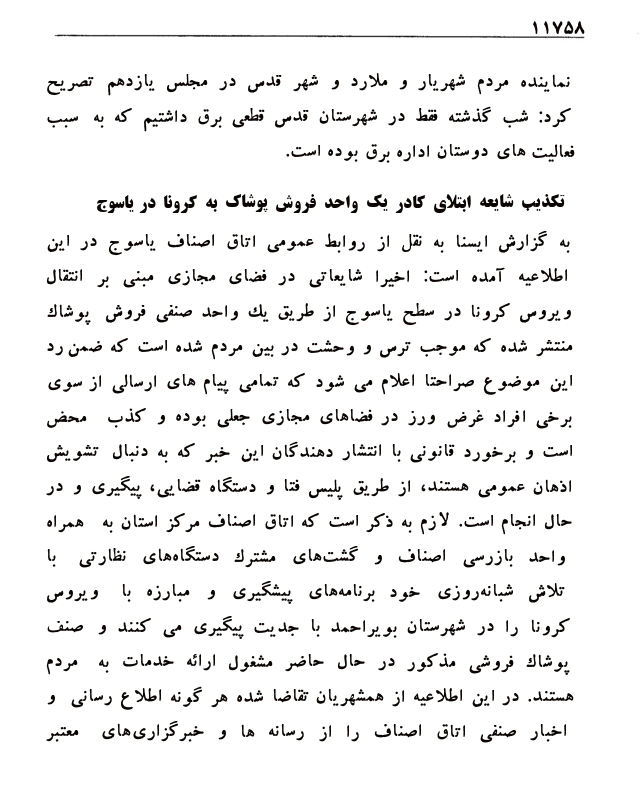 ۱۱۷۵۸
نماینده مردم شهریار و ملارد و شهر قدس در مجلس یازدهم تصریح
کرد: شب گذشته فقط در شهرستان قدس قطعی برق داشتیم که به سبب
فعالیت های دوستان اداره برق بوده است.
تکذیب شایعه ابتلای کادر یک واحد فروش پوشاک به کرونا در یاسوج
به گزارش ایسنا به نقل از روابط عمومی اتاق اصناف یاسوج در این
اطلاعیه آمده است: اخیرا شایعاتی در فضای مجازی مبنی بر انتقال
ویروس کرونا در سطح یاسوج از طریق یك واحد صنفی فروش پوشاك
منتشر شده که موجب ترس و وحشت در بین مردم شده است که ضمن رد
این موضوع صراحتا اعلام می شود که تمامی پیام های ارسالی از سوی
برخی افراد غرض ورز در فضاهای مجازی جعلی بوده و کذب محض
است و برخورد قانونی با انتشار دهندگان این خبر که به دنبال تشویش
اذهان عمومی هستند، از طریق پلیس فتا و دستگاه قضایی، پیگیری و در
حال انجام است. لازم به ذکر است که اتاق اصناف مرکز استان به همراه
واحد بازرسی اصناف و گشت‌های مشترك دستگاه‌های نظارتی با
تلاش شبانه‌روزی خود برنامه‌های پیشگیری و مبارزه با ویروس
کرونا را در شهرستان بویراحمد با جدیت پیگیری می کنند و صنف
پوشاك فروشی مذکور در حال حاضر مشغول ارائه خدمات به مردم
هستند. در این اطلاعیه از همشهریان تقاضا شده هر گونه اطلاع رسانی و
اخبار صنفی اتاق اصناف را از رسانه ها و خبرگزاری‌های معتبر